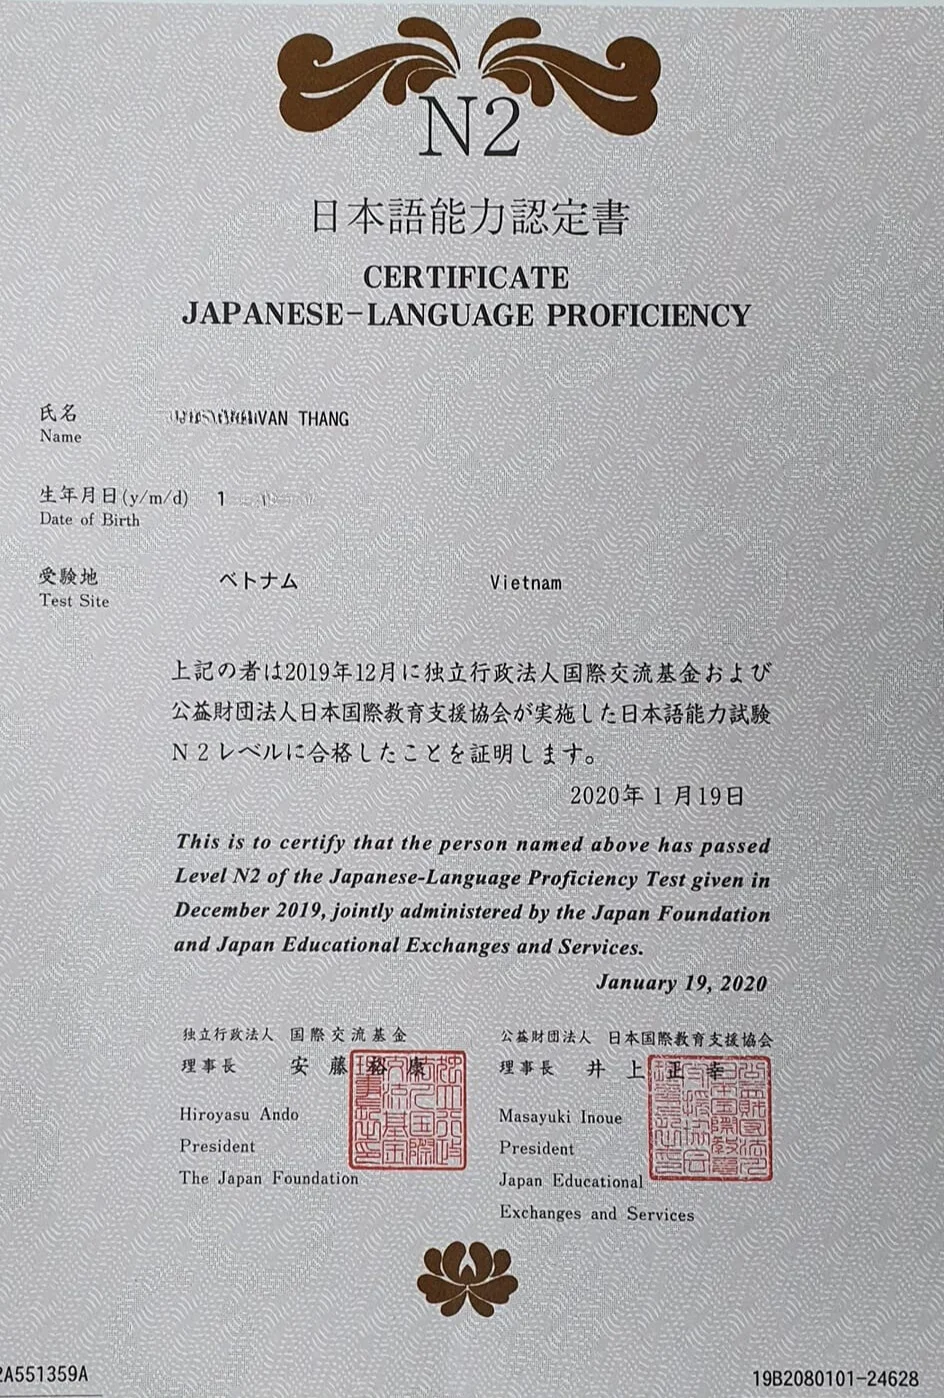 N2
日本語能力認定書
CERTIFICATE
JAPANESE-LANGUAGE PROFICIENCY
氏名 VAN THANG
Name
生年月日(y/m/d) 1
Date of Birth
受験地 ベトナム Vietnam
Test Site
上記の者は2019年12月に独立行政法人国際交流基金および
公益財団法人日本国際教育支援協会が実施した日本語能力試験
N2レベルに合格したことを証明します。
2020年1月19日
This is to certify that the person named above has passed
Level N2 of the Japanese-Language Proficiency Test given in
December 2019, jointly administered by the Japan Foundation
and Japan Educational Exchanges and Services.
January 19, 2020
独立行政法人 国際交流基金
理事長 安藤裕康
Hiroyasu Ando
President
The Japan Foundation
公益財団法人 日本国際教育支援協会
理事長 井上正幸
Masayuki Inoue
President
Japan Educational
Exchanges and Services
2A551359A
19B2080101-24628